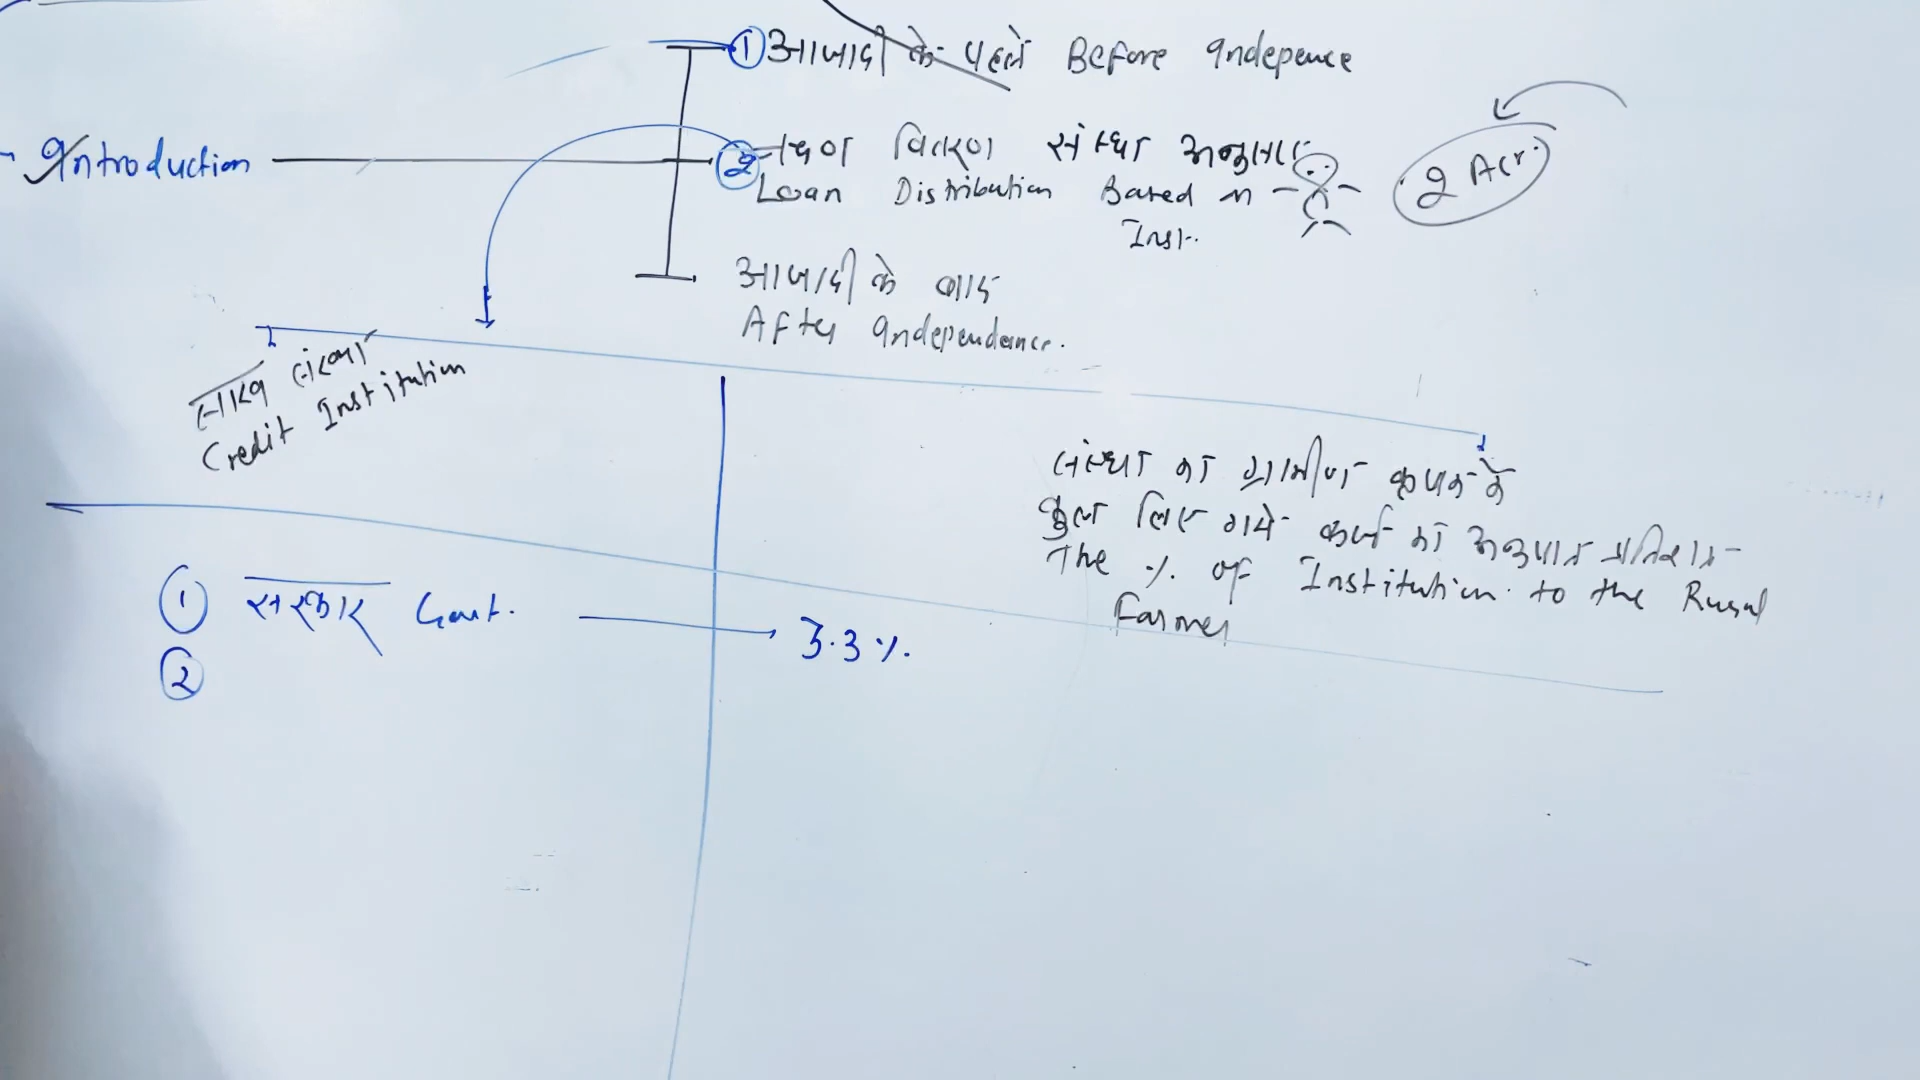 ① आजादी के पहले Before Indepence
Introduction
② ऋण वितरण संस्था अनुसार
Loan Distribution Based on
Inst.
2 Acr.
आजादी के बाद
After Independance.
साख संस्था
Credit Institution
संस्था का ग्रामीण कृषक के
कुल लिए गये कर्ज का अनुपात प्रतिशत
The % of Institution to the Rural
Farmer
① सरकार Govt. 3.3 %.
②